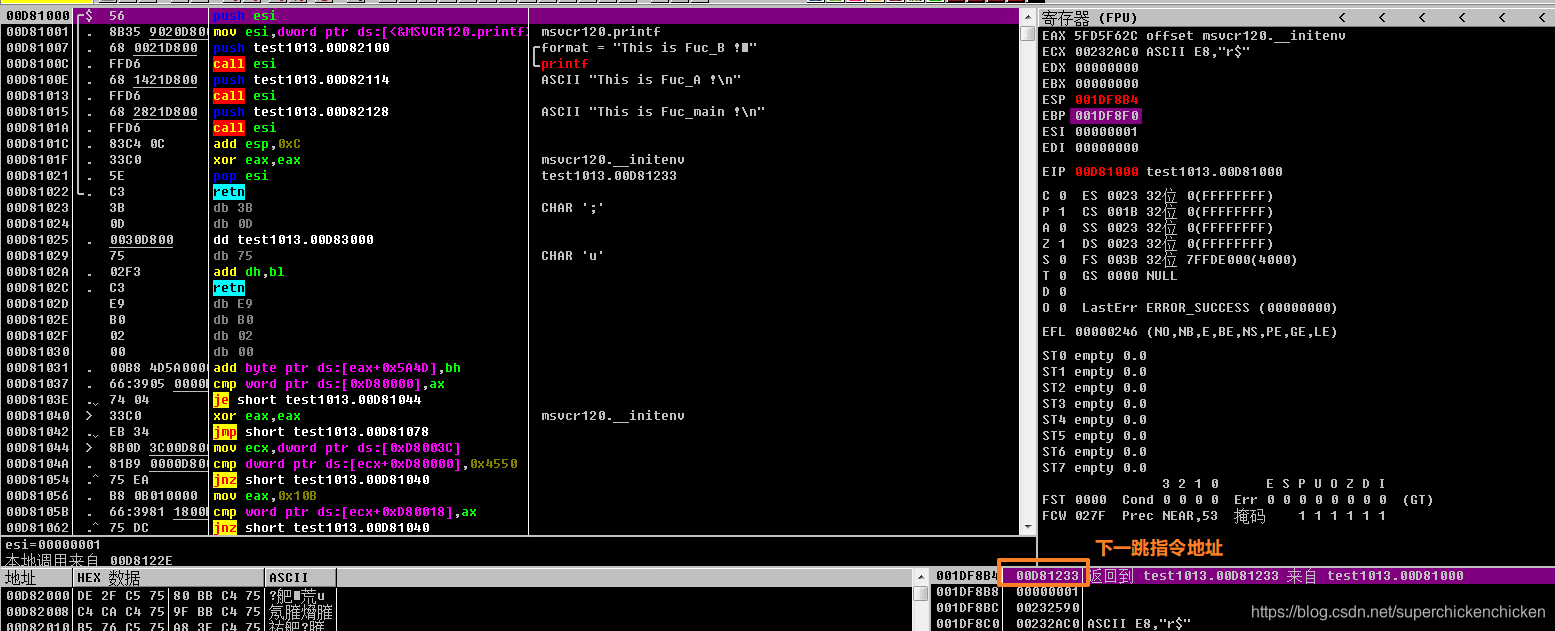 寄存器 (FPU) < < < < < <
00D81000 $ 56 push esi
00D81001 . 8B35 9020D800 mov esi,dword ptr ds:[<&MSVCR120.printf> msvcr120.printf
00D81007 . 68 0021D800 push test1013.00D82100 format = "This is Fuc_B !"
00D8100C . FFD6 call esi printf
00D8100E . 68 1421D800 push test1013.00D82114 ASCII "This is Fuc_A !\n"
00D81013 . FFD6 call esi
00D81015 . 68 2821D800 push test1013.00D82128 ASCII "This is Fuc_main !\n"
00D8101A . FFD6 call esi
00D8101C . 83C4 0C add esp,0xC
00D8101F . 33C0 xor eax,eax msvcr120.__initenv
00D81021 . 5E pop esi test1013.00D81233
00D81022 . C3 retn
00D81023 3B db 3B CHAR ';'
00D81024 0D db 0D
00D81025 . 0030D800 dd test1013.00D83000
00D81029 75 db 75 CHAR 'u'
00D8102A . 02F3 add dh,bl
00D8102C . C3 retn
00D8102D E9 db E9
00D8102E B0 db B0
00D8102F 02 db 02
00D81030 00 db 00
00D81031 . 00B8 4D5A0000 add byte ptr ds:[eax+0x5A4D],bh
00D81037 . 66:3905 0000 cmp word ptr ds:[0xD80000],ax
00D8103E . 74 04 je short test1013.00D81044
00D81040 > 33C0 xor eax,eax msvcr120.__initenv
00D81042 . EB 34 jmp short test1013.00D81078
00D81044 > 8B0D 3C00D800 mov ecx,dword ptr ds:[0xD8003C]
00D8104A . 81B9 0000D80 cmp dword ptr ds:[ecx+0xD80000],0x4550
00D81054 .^ 75 EA jnz short test1013.00D81040
00D81056 . B8 0B010000 mov eax,0x10B
00D8105B . 66:3981 1800 cmp word ptr ds:[ecx+0xD80018],ax
00D81062 .^ 75 DC jnz short test1013.00D81040
EAX 5FD5F62C offset msvcr120.__initenv
ECX 00232AC0 ASCII E8,"r$"
EDX 00000000
EBX 00000000
ESP 001DF8B4
EBP 001DF8F0
ESI 00000001
EDI 00000000
EIP 00D81000 test1013.00D81000
C 0 ES 0023 32位 0(FFFFFFFF)
P 1 CS 001B 32位 0(FFFFFFFF)
A 0 SS 0023 32位 0(FFFFFFFF)
Z 1 DS 0023 32位 0(FFFFFFFF)
S 0 FS 003B 32位 7FFDE000(4000)
T 0 GS 0000 NULL
D 0
O 0 LastErr ERROR_SUCCESS (00000000)
EFL 00000246 (NO,NB,E,BE,NS,PE,GE,LE)
ST0 empty 0.0
ST1 empty 0.0
ST2 empty 0.0
ST3 empty 0.0
ST4 empty 0.0
ST5 empty 0.0
ST6 empty 0.0
ST7 empty 0.0
3 2 1 0 E S P U O Z D I
FST 0000 Cond 0 0 0 0 Err 0 0 0 0 0 0 0 0 (GT)
FCW 027F Prec NEAR,53 掩码 1 1 1 1 1 1
esi=00000001
本地调用来自 00D8122E
下一跳指令地址
地址 HEX 数据 ASCII
00D82000 DE 2F C5 75 80 BB C4 75
00D82008 C4 CA C4 75 9F BB C4 75
00D82010 B5 76 C5 75 A8 3F C4 75
001DF8B4 00D81233 返回到 test1013.00D81233 来自 test1013.00D81000
001DF8B8 00000001
001DF8BC 00232590
001DF8C0 00232AC0 ASCII E8,"r$"
https://blog.csdn.net/superchickenchicken